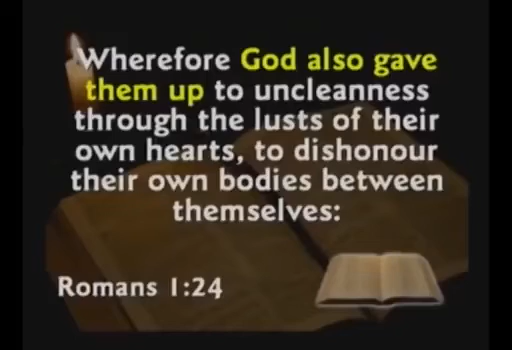 Wherefore God also gave
them up to uncleanness
through the lusts of their
own hearts, to dishonour
their own bodies between
themselves:
Romans 1:24